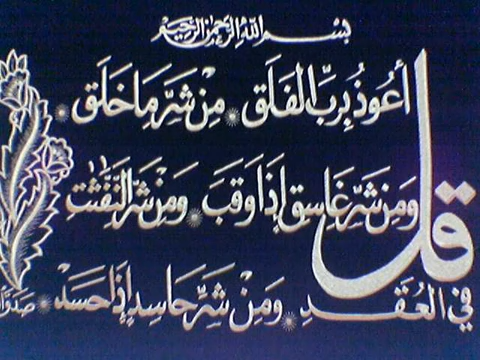 بسم الله الرحمن الرحيم
قل أعوذ برب الفلق من شر ما خلق
ومن شر غاسق إذا وقب ومن شر النفثت
في العقد ومن شر حاسد إذا حسد